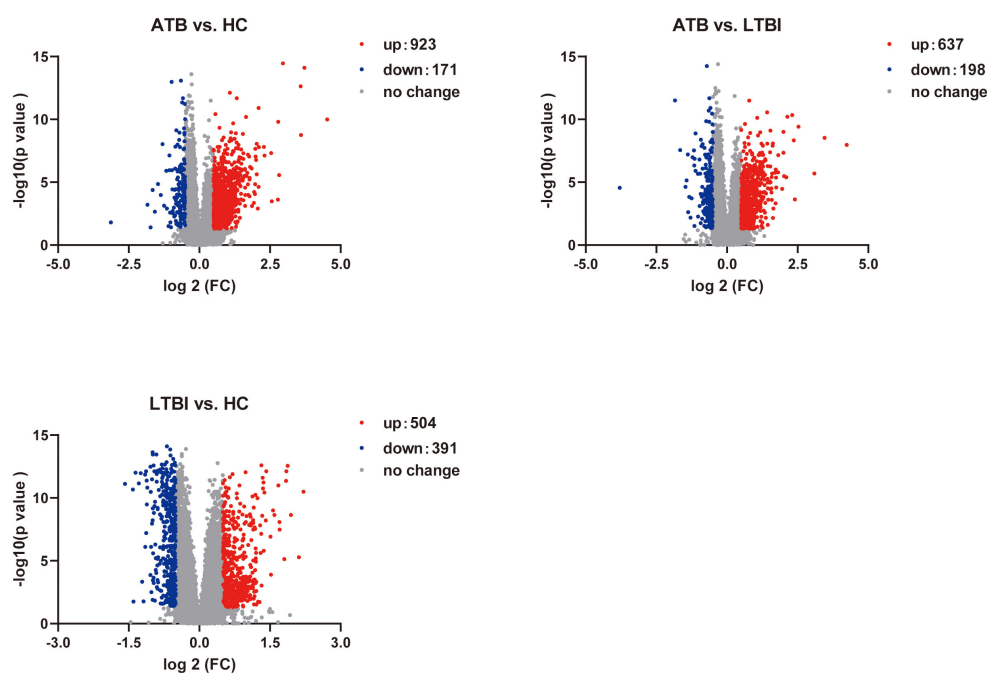 ATB vs. HC
up:923
down:171
no change
15
10
5
0
-log10(p value )
-5.0
-2.5
0.0
2.5
5.0
log 2 (FC)
ATB vs. LTBI
up:637
down:198
no change
15
10
5
0
-log10(p value )
-5.0
-2.5
0.0
2.5
5.0
log 2 (FC)
LTBI vs. HC
up:504
down:391
no change
15
10
5
0
-log10(p value )
-3.0
-1.5
0.0
1.5
3.0
log 2 (FC)